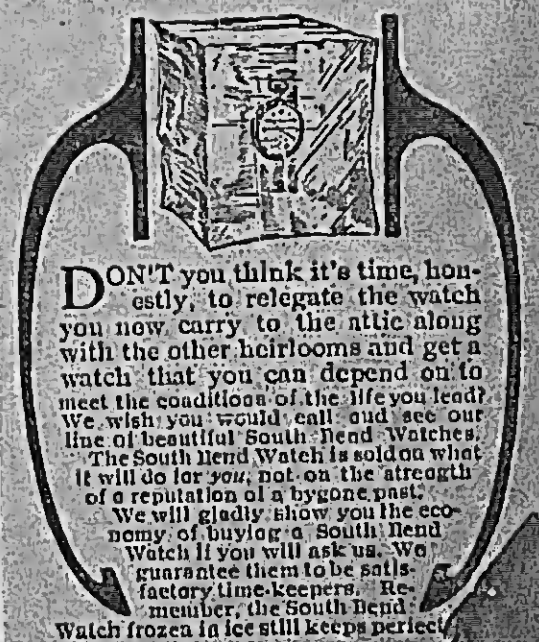 DON'T you think it's time, hon-
estly, to relegate the watch
you now carry to the attic along
with the other heirlooms and get a
watch that you can depend on to
meet the conditions of the life you lead?
We wish you would call and see our
line of beautiful South Bend Watches.
The South Bend Watch is sold on what
it will do for you, not on the strength
of a reputation of a bygone past.
We will gladly show you the eco-
nomy of buying a South Bend
Watch if you will ask us. We
guarantee them to be satis-
factory time-keepers. Re-
member, the South Bend
Watch frozen in ice still keeps perfect